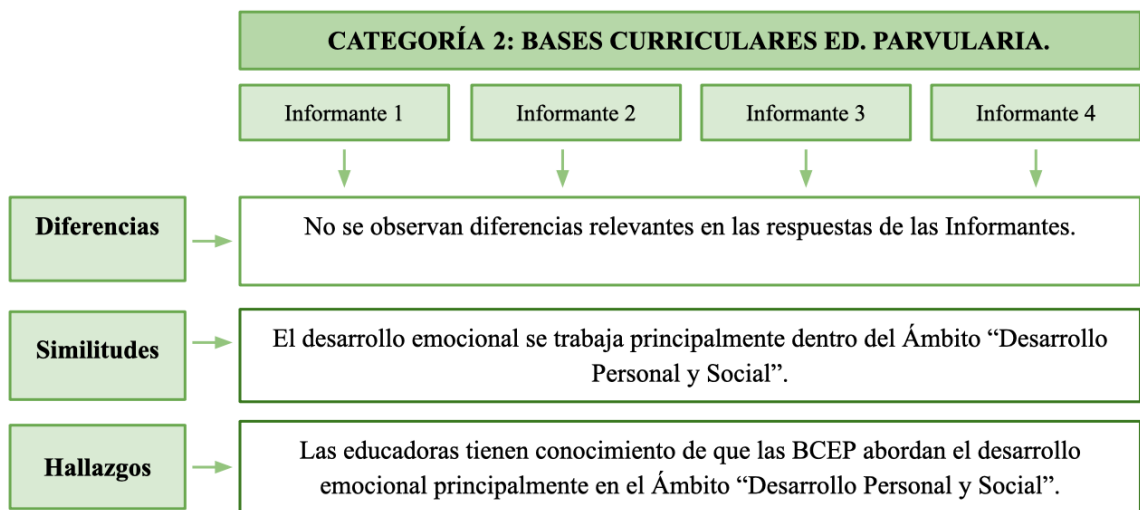 CATEGORÍA 2: BASES CURRICULARES ED. PARVULARIA.
Informante 1
Informante 2
Informante 3
Informante 4
Diferencias
No se observan diferencias relevantes en las respuestas de las Informantes.
Similitudes
El desarrollo emocional se trabaja principalmente dentro del Ámbito “Desarrollo
Personal y Social”.
Hallazgos
Las educadoras tienen conocimiento de que las BCEP abordan el desarrollo
emocional principalmente en el Ámbito “Desarrollo Personal y Social”.